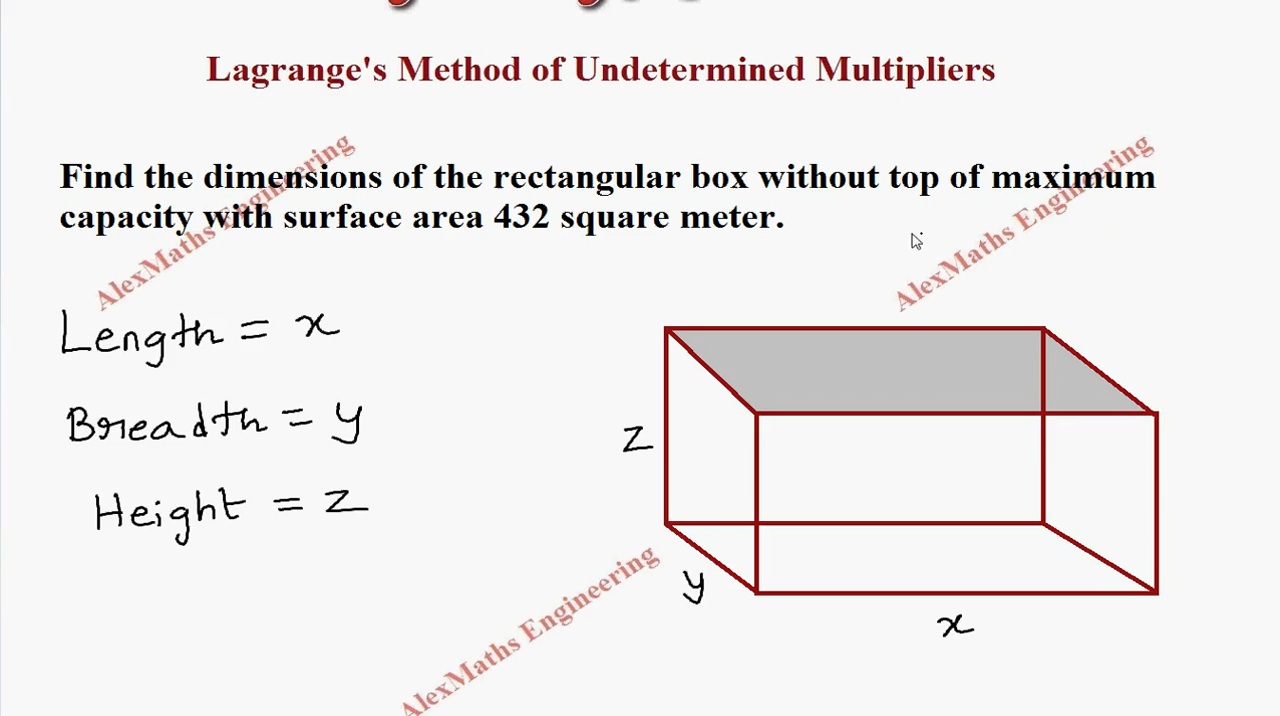 Lagrange's Method of Undetermined Multipliers
AlexMaths Engineering
AlexMaths Engineering
Find the dimensions of the rectangular box without top of maximum
capacity with surface area 432 square meter.
Length = x
Breadth = y
Height = z
z
y
x
AlexMaths Engineering